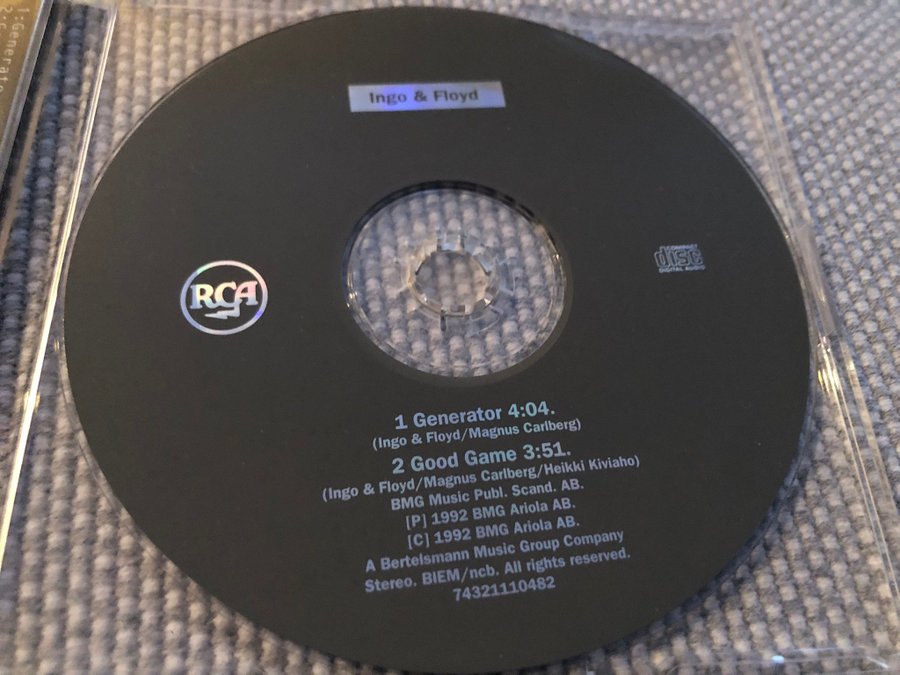 1:Generato
Ingo & Floyd
COMPACT
disc
DIGITAL AUDIO
RCA
1 Generator 4:04.
(Ingo & Floyd/Magnus Carlberg)
2 Good Game 3:51.
(Ingo & Floyd/Magnus Carlberg/Heikki Kiviaho)
BMG Music Publ. Scand. AB.
[P] 1992 BMG Ariola AB.
[C] 1992 BMG Ariola AB.
A Bertelsmann Music Group Company
Stereo. BIEM/ncb. All rights reserved.
74321110482